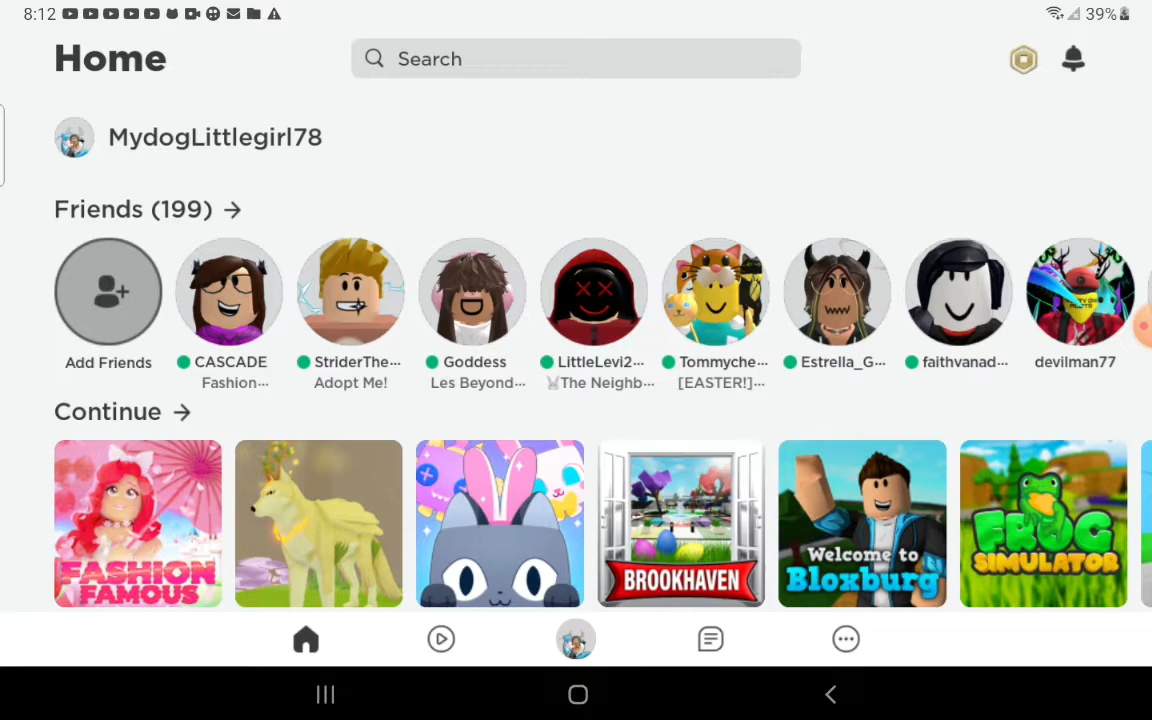 8:12
39%
Home
Search
MydogLittlegirl78
Friends (199)
Add Friends
CASCADE
Fashion...
StriderThe...
Adopt Me!
Goddess
Les Beyond...
LittleLevi2...
🐰The Neighb...
Tommyche...
[EASTER!]...
Estrella_G...
faithvanad...
devilman77
Continue
FASHION
FAMOUS
BROOKHAVEN
Welcome to
Bloxburg
FROG
SIMULATOR